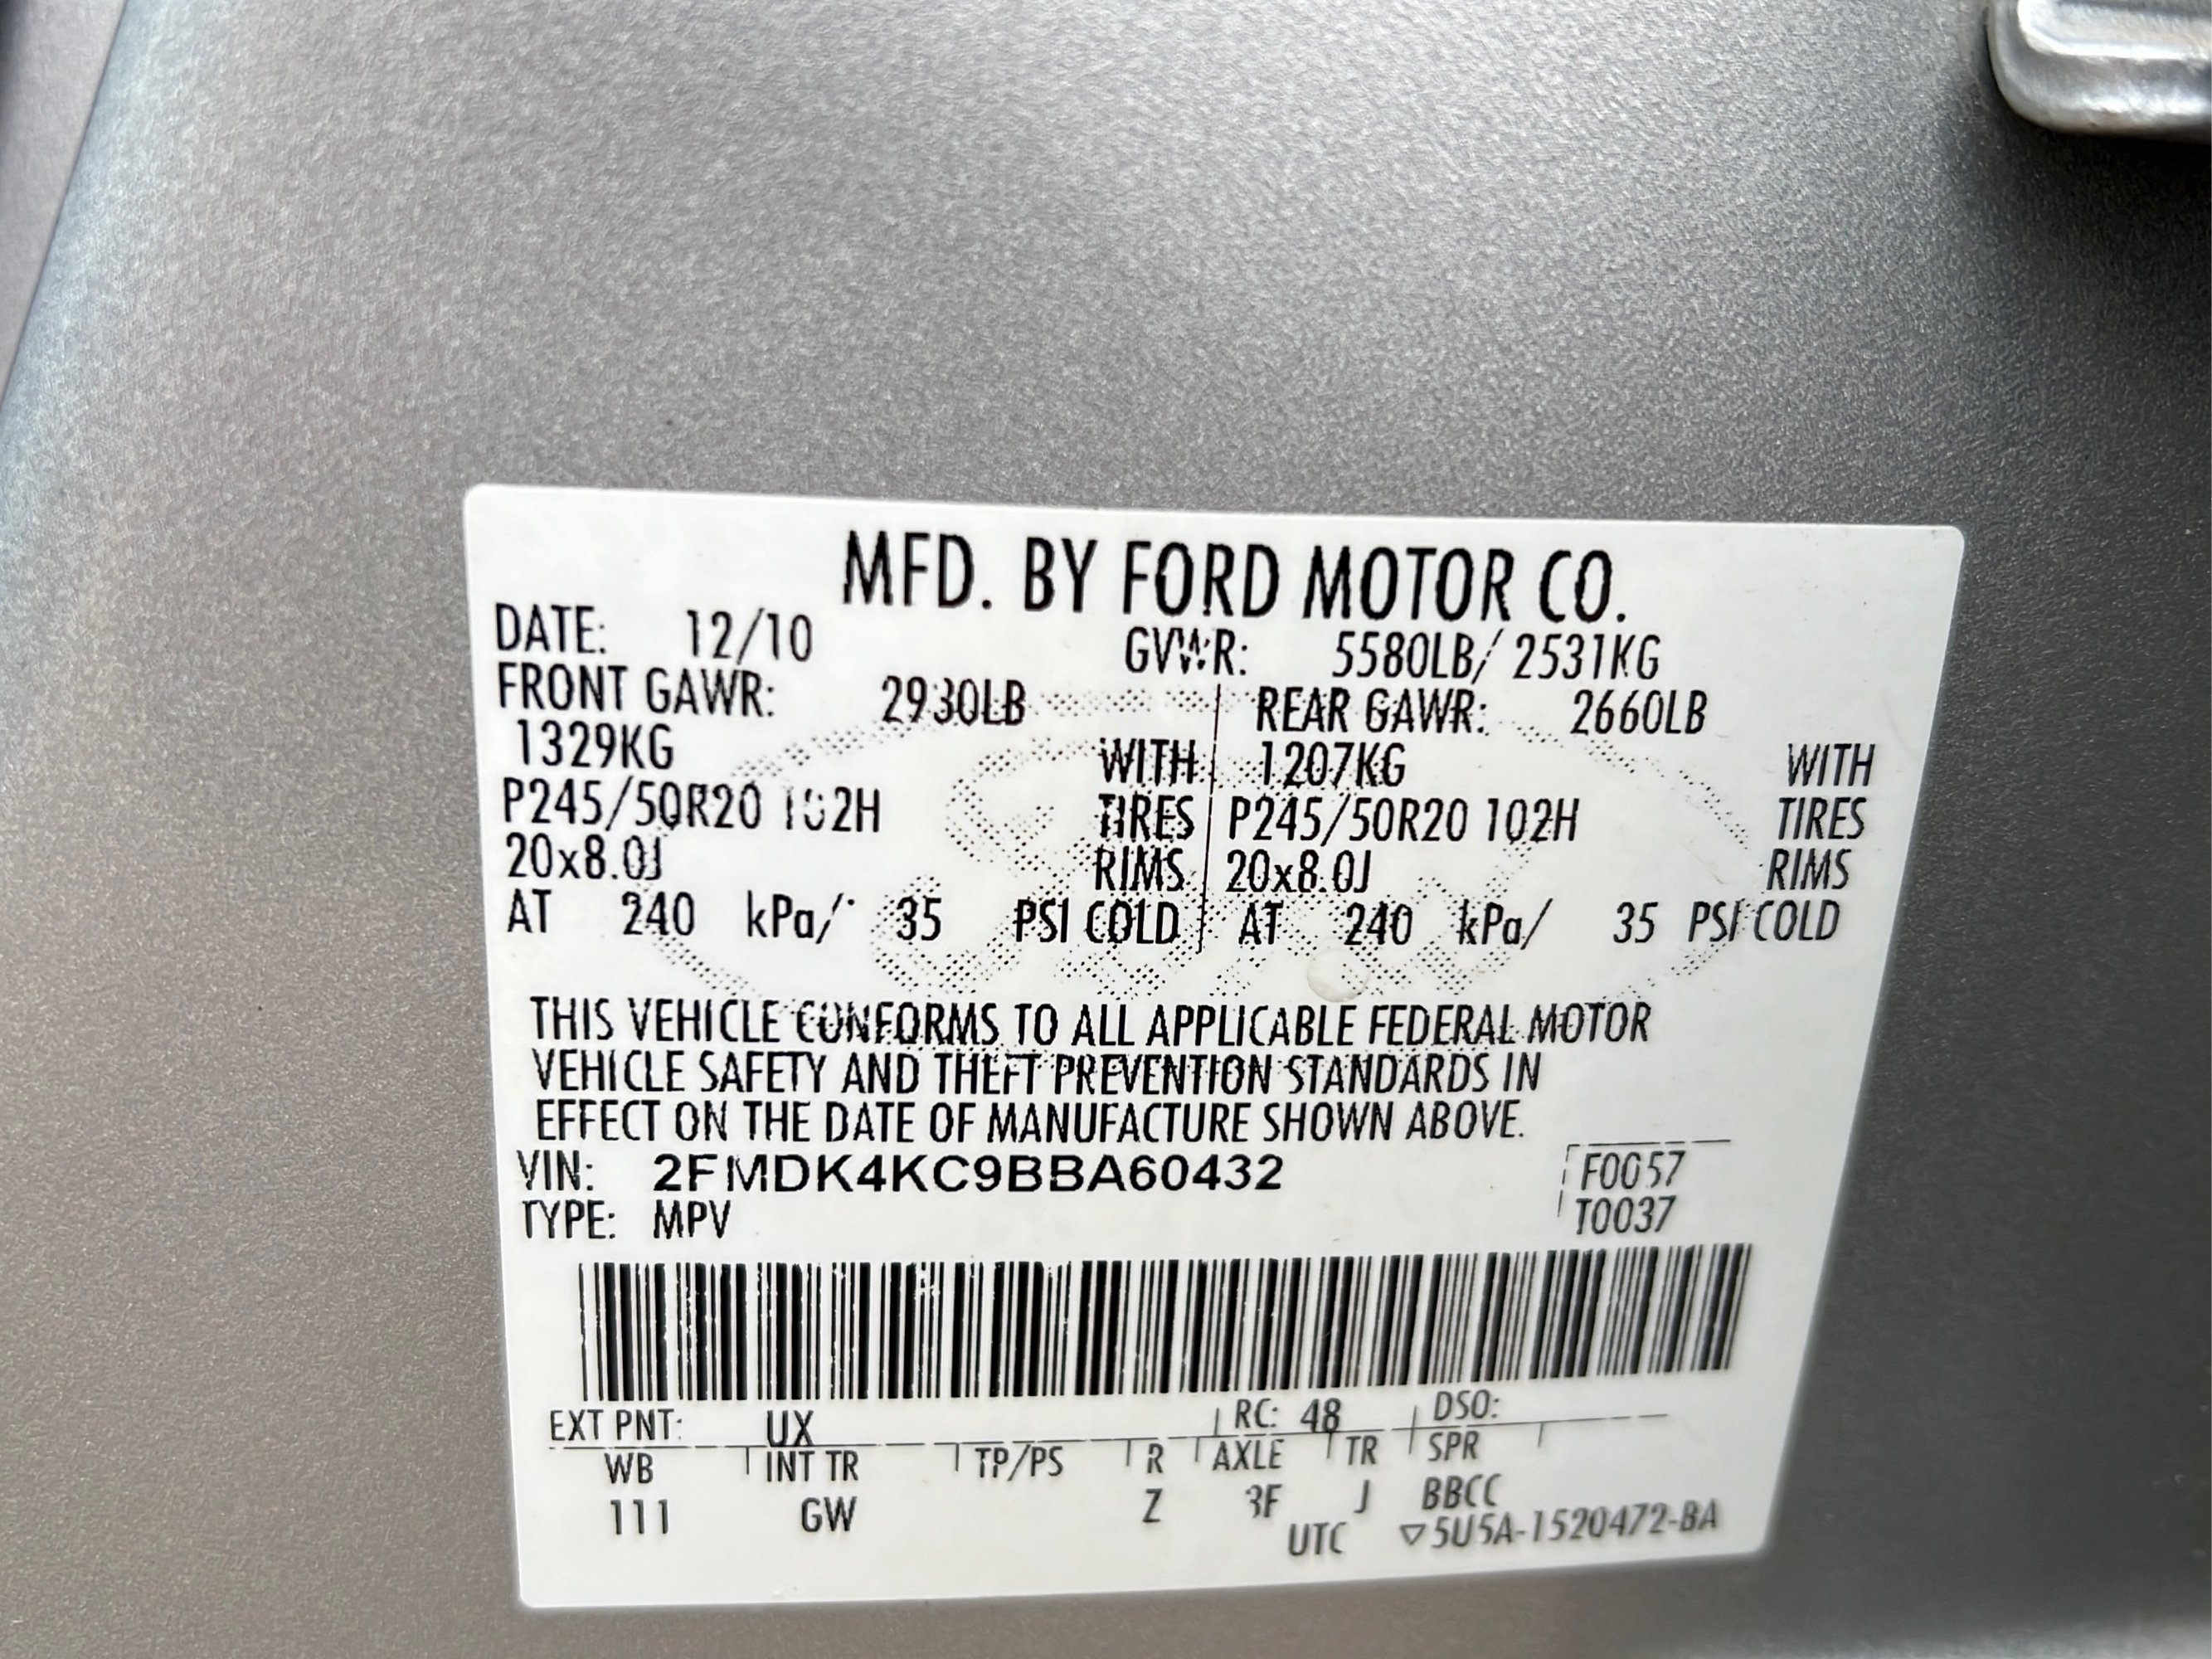 MFD. BY FORD MOTOR CO.
DATE: 12/10 GVWR: 5580LB/ 2531KG
FRONT GAWR: 2930LB REAR GAWR: 2660LB
1329KG WITH 1207KG WITH
P245/50R20 102H TIRES P245/50R20 102H TIRES
20x8.0J RIMS 20x8.0J RIMS
AT 240 kPa/ 35 PSI COLD AT 240 kPa/ 35 PSI COLD
THIS VEHICLE CONFORMS TO ALL APPLICABLE FEDERAL MOTOR
VEHICLE SAFETY AND THEFT PREVENTION STANDARDS IN
EFFECT ON THE DATE OF MANUFACTURE SHOWN ABOVE.
VIN: 2FMDK4KC9BBA60432 F0057
TYPE: MPV T0037
EXT PNT: UX RC: 48 DSO:
WB INT TR TP/PS R AXLE TR SPR
111 GW Z 3F J BBCC
UTC ▽5U5A-1520472-BA